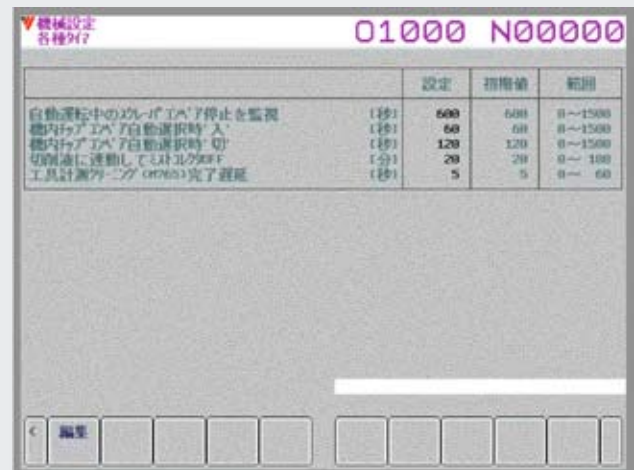 機械設定
各種タイマ
O1000 N00000
設定 初期値 範囲
自動運転中のスクレーパコンベア停止を監視 (秒) 600 600 0～1500
機内チップコンベア自動選択時'入' (秒) 60 60 0～1500
機内チップコンベア自動選択時'切' (秒) 120 120 0～1500
切削液に連動してミストコレクタOFF (分) 20 20 0～ 100
工具計測クリーニング(M765)完了遅延 (秒) 5 5 0～ 60
< 編集